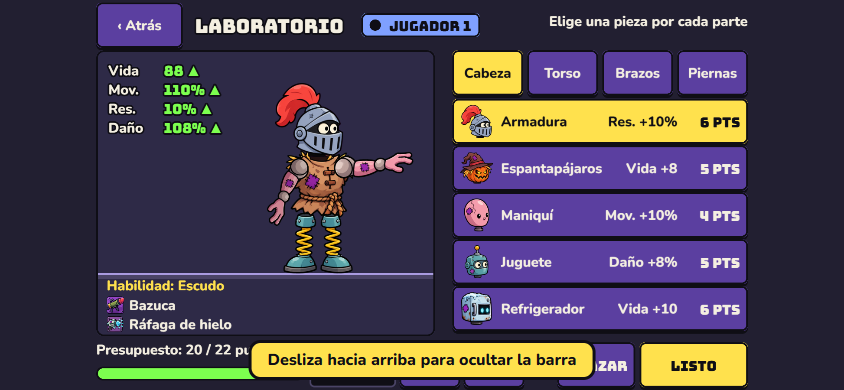 ‹ Atrás
LABORATORIO
JUGADOR 1
Elige una pieza por cada parte
Vida 88 ▲
Mov. 110% ▲
Res. 10% ▲
Daño 108% ▲
Habilidad: Escudo
Bazuca
Ráfaga de hielo
Presupuesto: 20 / 22
Cabeza
Torso
Brazos
Piernas
Armadura Res. +10% 6 PTS
Espantapájaros Vida +8 5 PTS
Maniquí Mov. +10% 4 PTS
Juguete Daño +8% 5 PTS
Refrigerador Vida +10 6 PTS
Desliza hacia arriba para ocultar la barra
LISTO